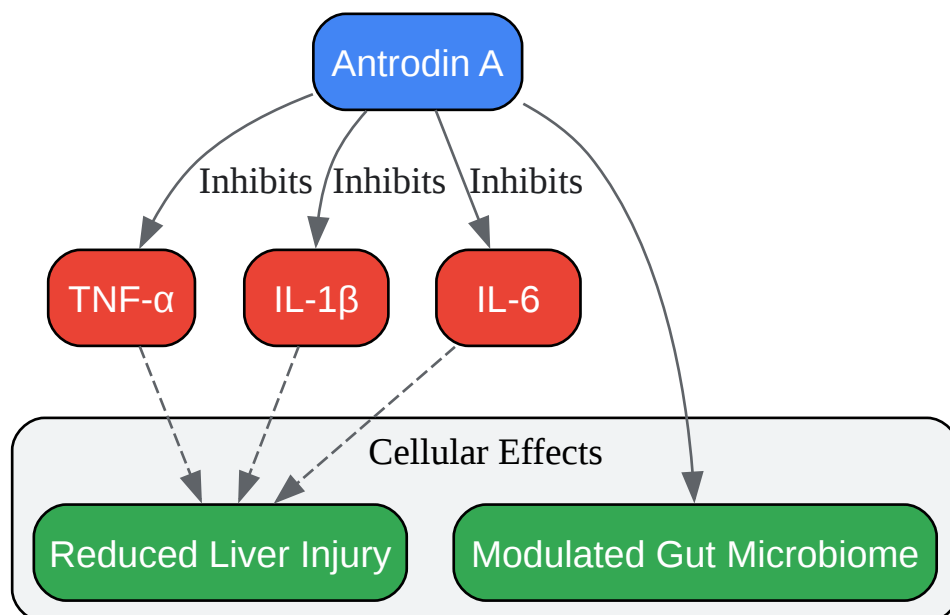 Antrodin A
Inhibits Inhibits Inhibits
TNF-α IL-1β IL-6
Cellular Effects
Reduced Liver Injury Modulated Gut Microbiome